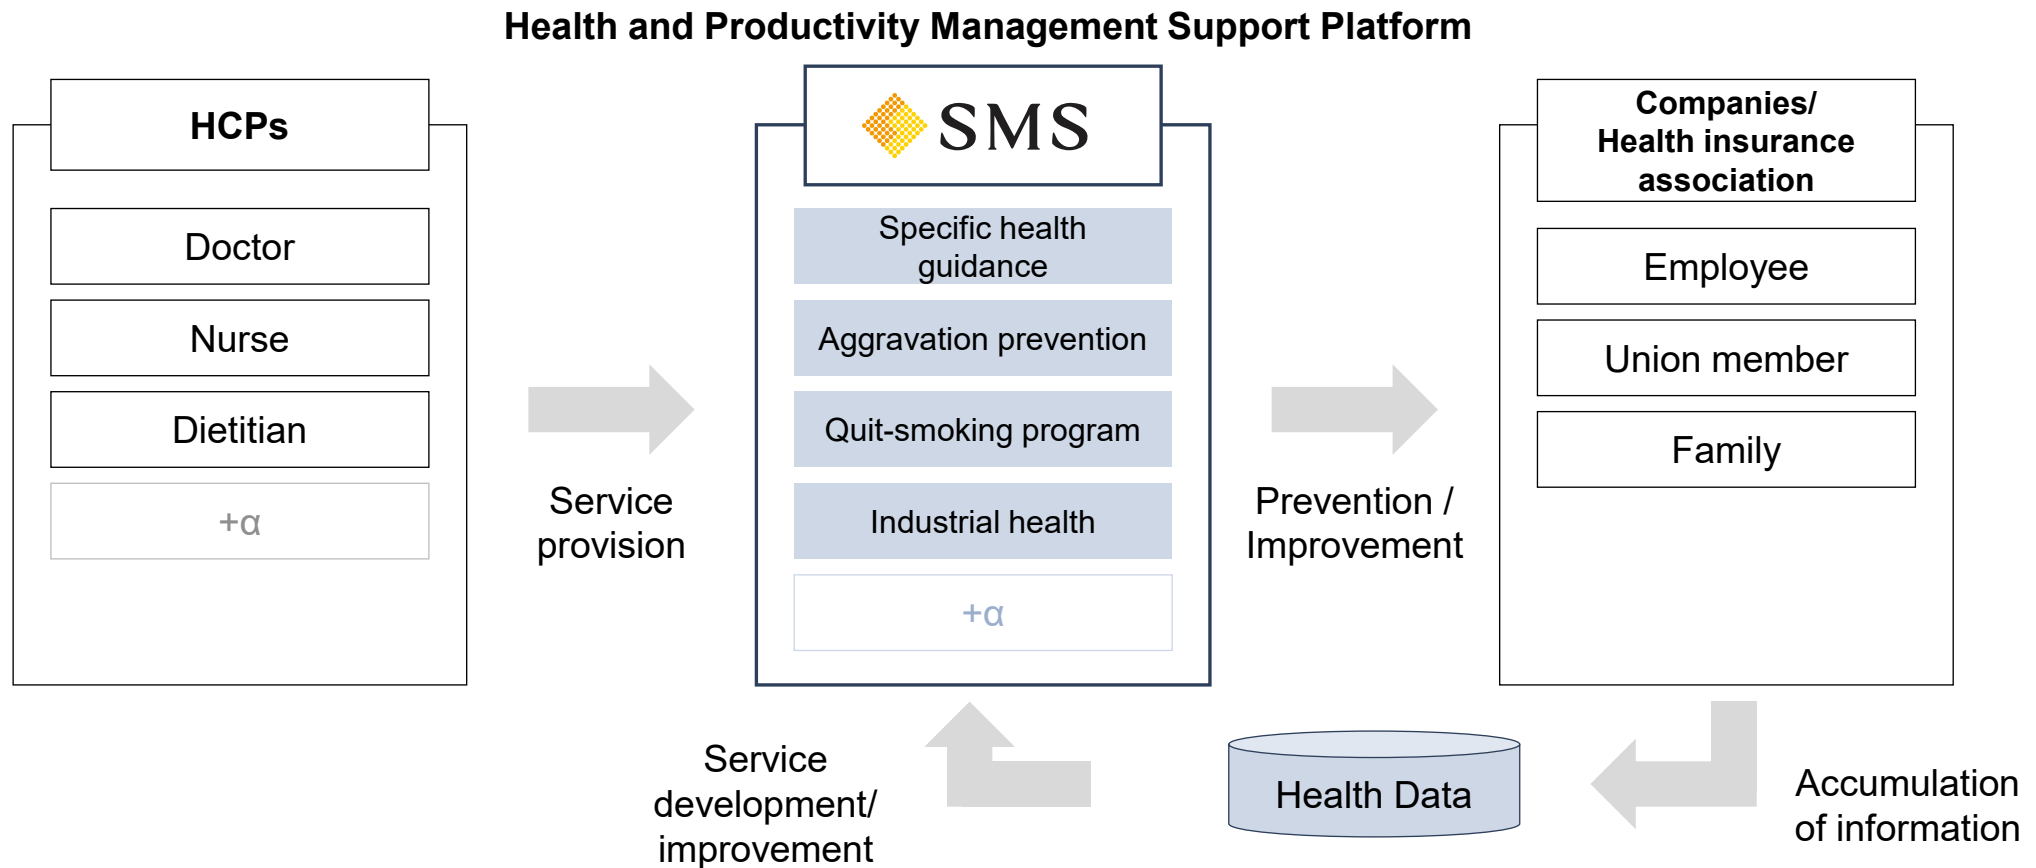 Health and Productivity Management Support Platform
HCPs
Doctor
Nurse
Dietitian
+α
Service
provision
SMS
Specific health
guidance
Aggravation prevention
Quit-smoking program
Industrial health
+α
Prevention /
Improvement
Companies/
Health insurance
association
Employee
Union member
Family
Accumulation
of information
Health Data
Service
development/
improvement